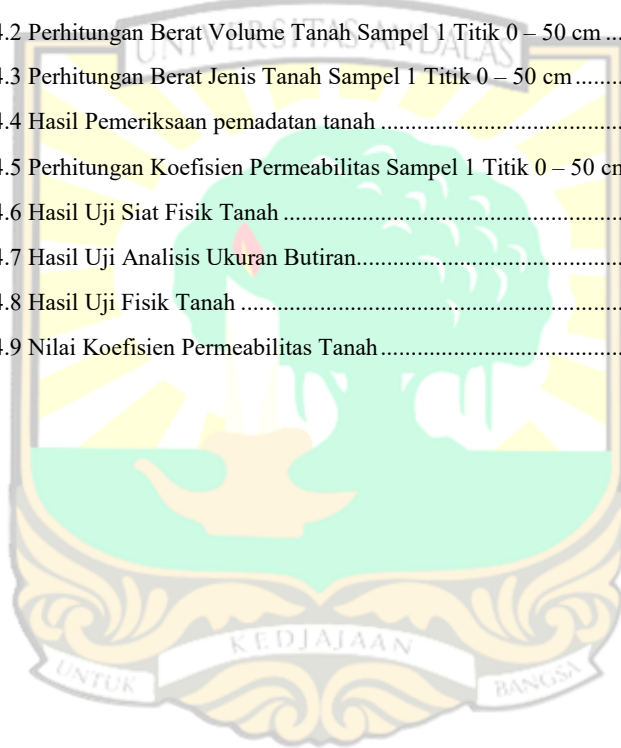 4.2 Perhitungan Berat Volume Tanah Sampel 1 Titik 0 – 50 cm ...
UNIVERSITAS ANDALAS
4.3 Perhitungan Berat Jenis Tanah Sampel 1 Titik 0 – 50 cm ........
4.4 Hasil Pemeriksaan pemadatan tanah .........................................
4.5 Perhitungan Koefisien Permeabilitas Sampel 1 Titik 0 – 50 cm
4.6 Hasil Uji Siat Fisik Tanah .........................................................
4.7 Hasil Uji Analisis Ukuran Butiran.............................................
4.8 Hasil Uji Fisik Tanah ................................................................
4.9 Nilai Koefisien Permeabilitas Tanah .........................................
KEDJAJAAN
UNTUK BANGSA